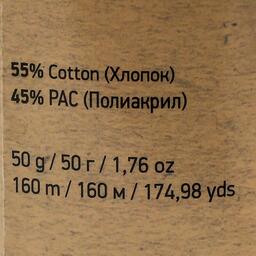 55% Cotton (Хлопок)
45% PAC (Полиакрил)
50 g / 50 г / 1,76 oz
160 m / 160 м / 174,98 yds